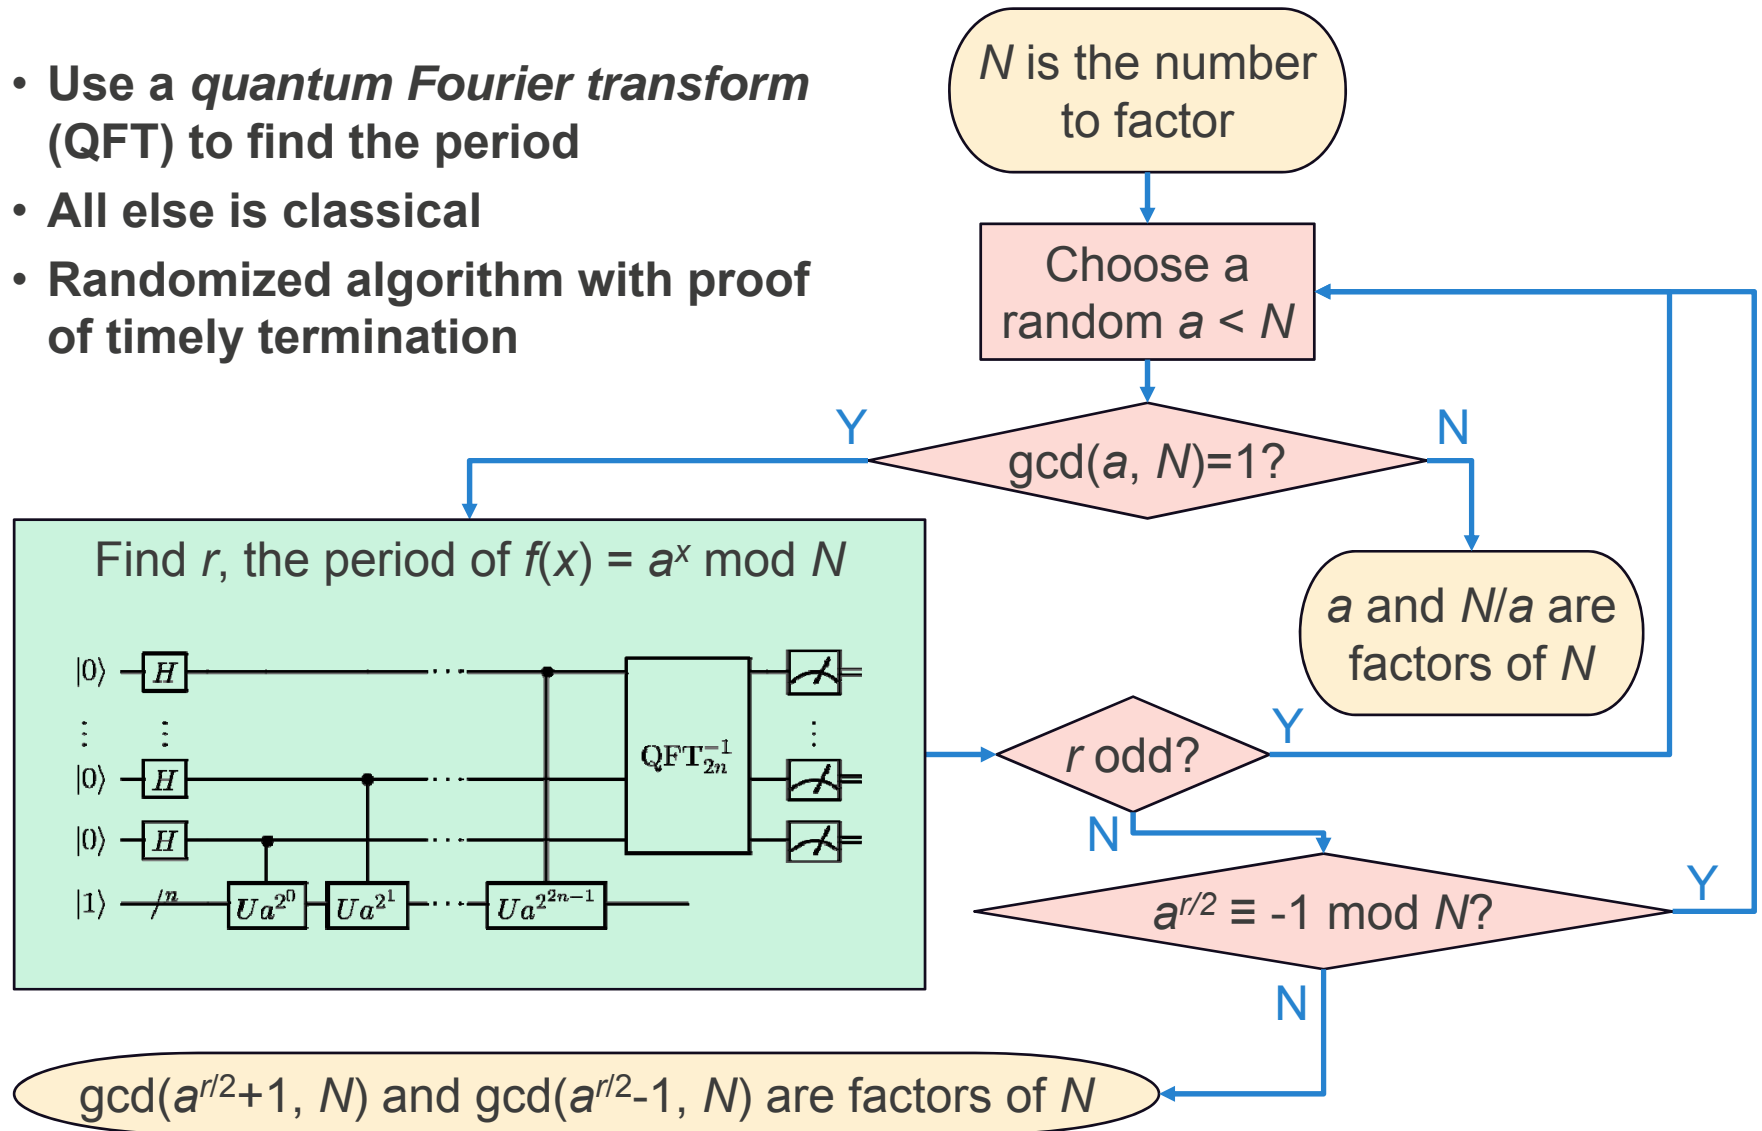 • Use a quantum Fourier transform
(QFT) to find the period
• All else is classical
• Randomized algorithm with proof
of timely termination
N is the number
to factor
Choose a
random a < N
gcd(a, N)=1?
Y
N
a and N/a are
factors of N
Find r, the period of f(x) = a^x mod N
|0⟩ H ···
⋮ ⋮ ⋮
|0⟩ H ···
|0⟩ H ···
QFT_{2n}^{-1}
|1⟩ /n Ua^{2^0} Ua^{2^1} ··· Ua^{2^{2n-1}}
r odd?
Y
N
a^{r/2} ≡ -1 mod N?
Y
N
gcd(a^{r/2}+1, N) and gcd(a^{r/2}-1, N) are factors of N